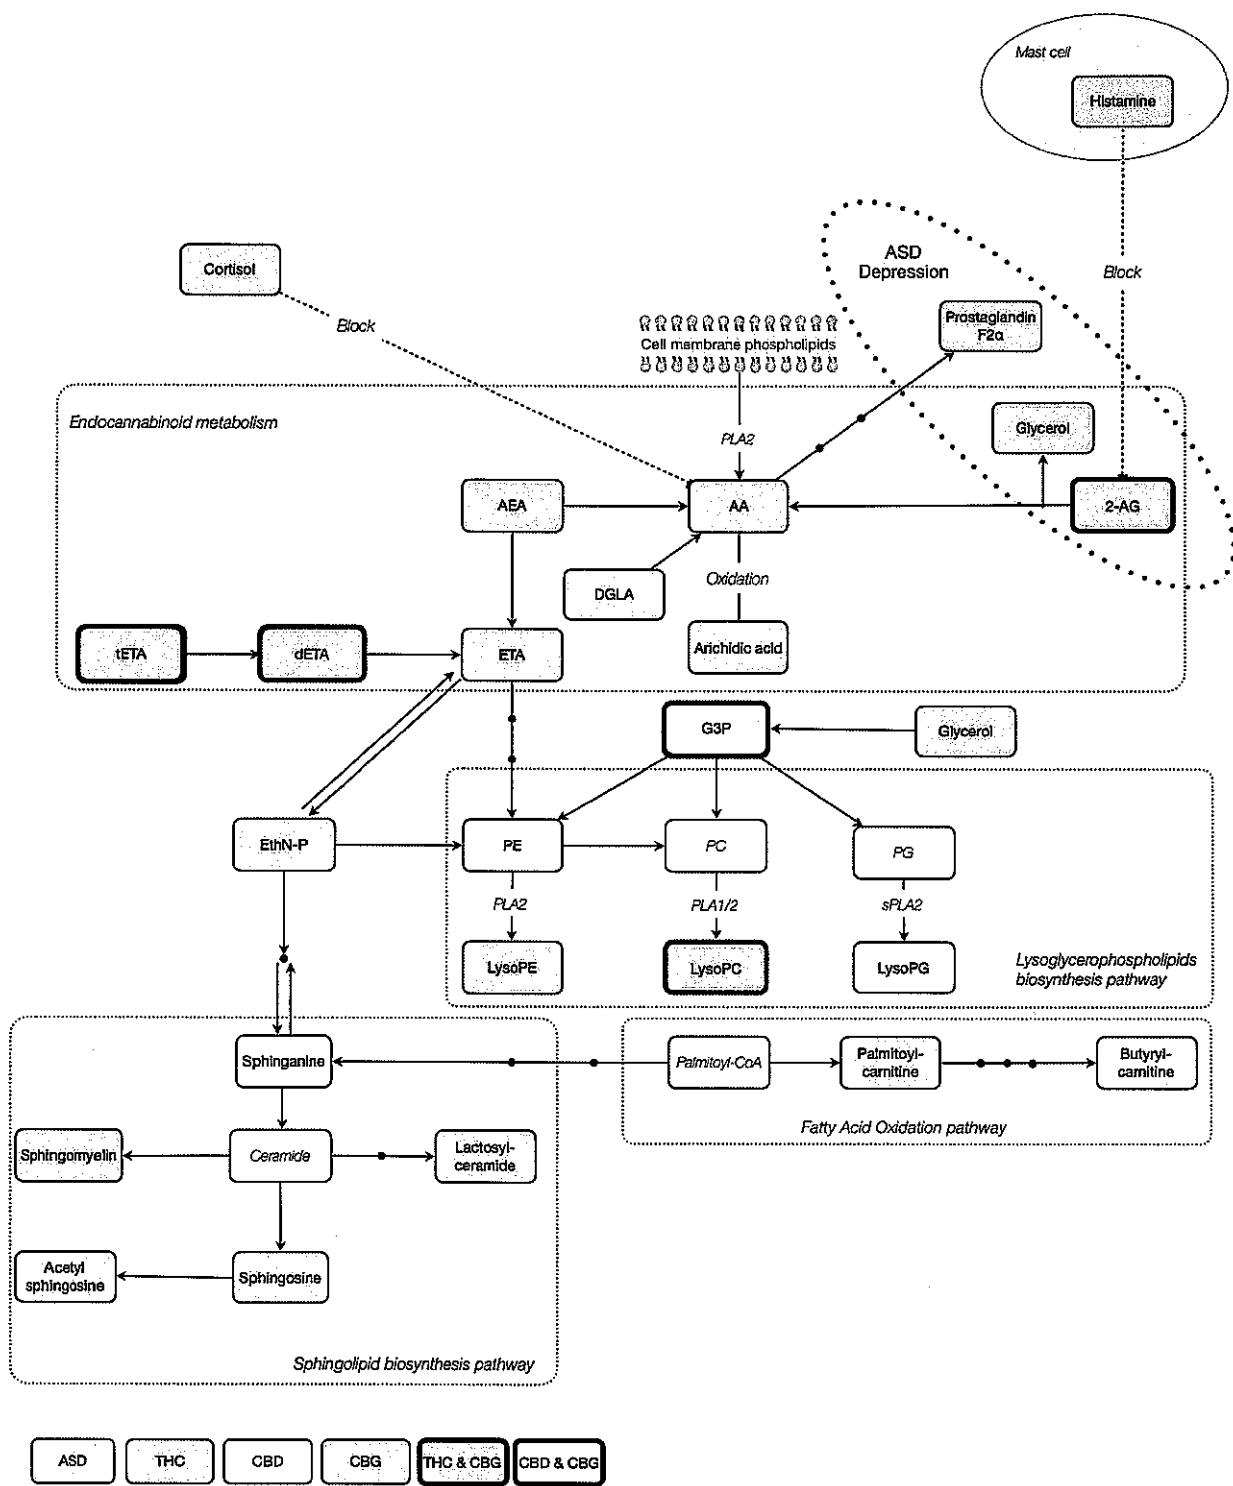 Mast cell
Histamine
ASD
Depression
Cortisol
Block
Block
Prostaglandin
F2α
Cell membrane phospholipids
Endocannabinoid metabolism
Glycerol
PLA2
AEA
AA
2-AG
DGLA
Oxidation
tETA
dETA
ETA
Arichidic acid
G3P
Glycerol
EthN-P
PE
PC
PG
PLA2
PLA1/2
sPLA2
LysoPE
LysoPC
LysoPG
Lysoglycerophospholipids
biosynthesis pathway
Sphinganine
Palmitoyl-CoA
Palmitoyl-
carnitine
Butyryl-
carnitine
Fatty Acid Oxidation pathway
Sphingomyelin
Ceramide
Lactosyl-
ceramide
Acetyl
sphingosine
Sphingosine
Sphingolipid biosynthesis pathway
ASD
THC
CBD
CBG
THC & CBG
CBD & CBG